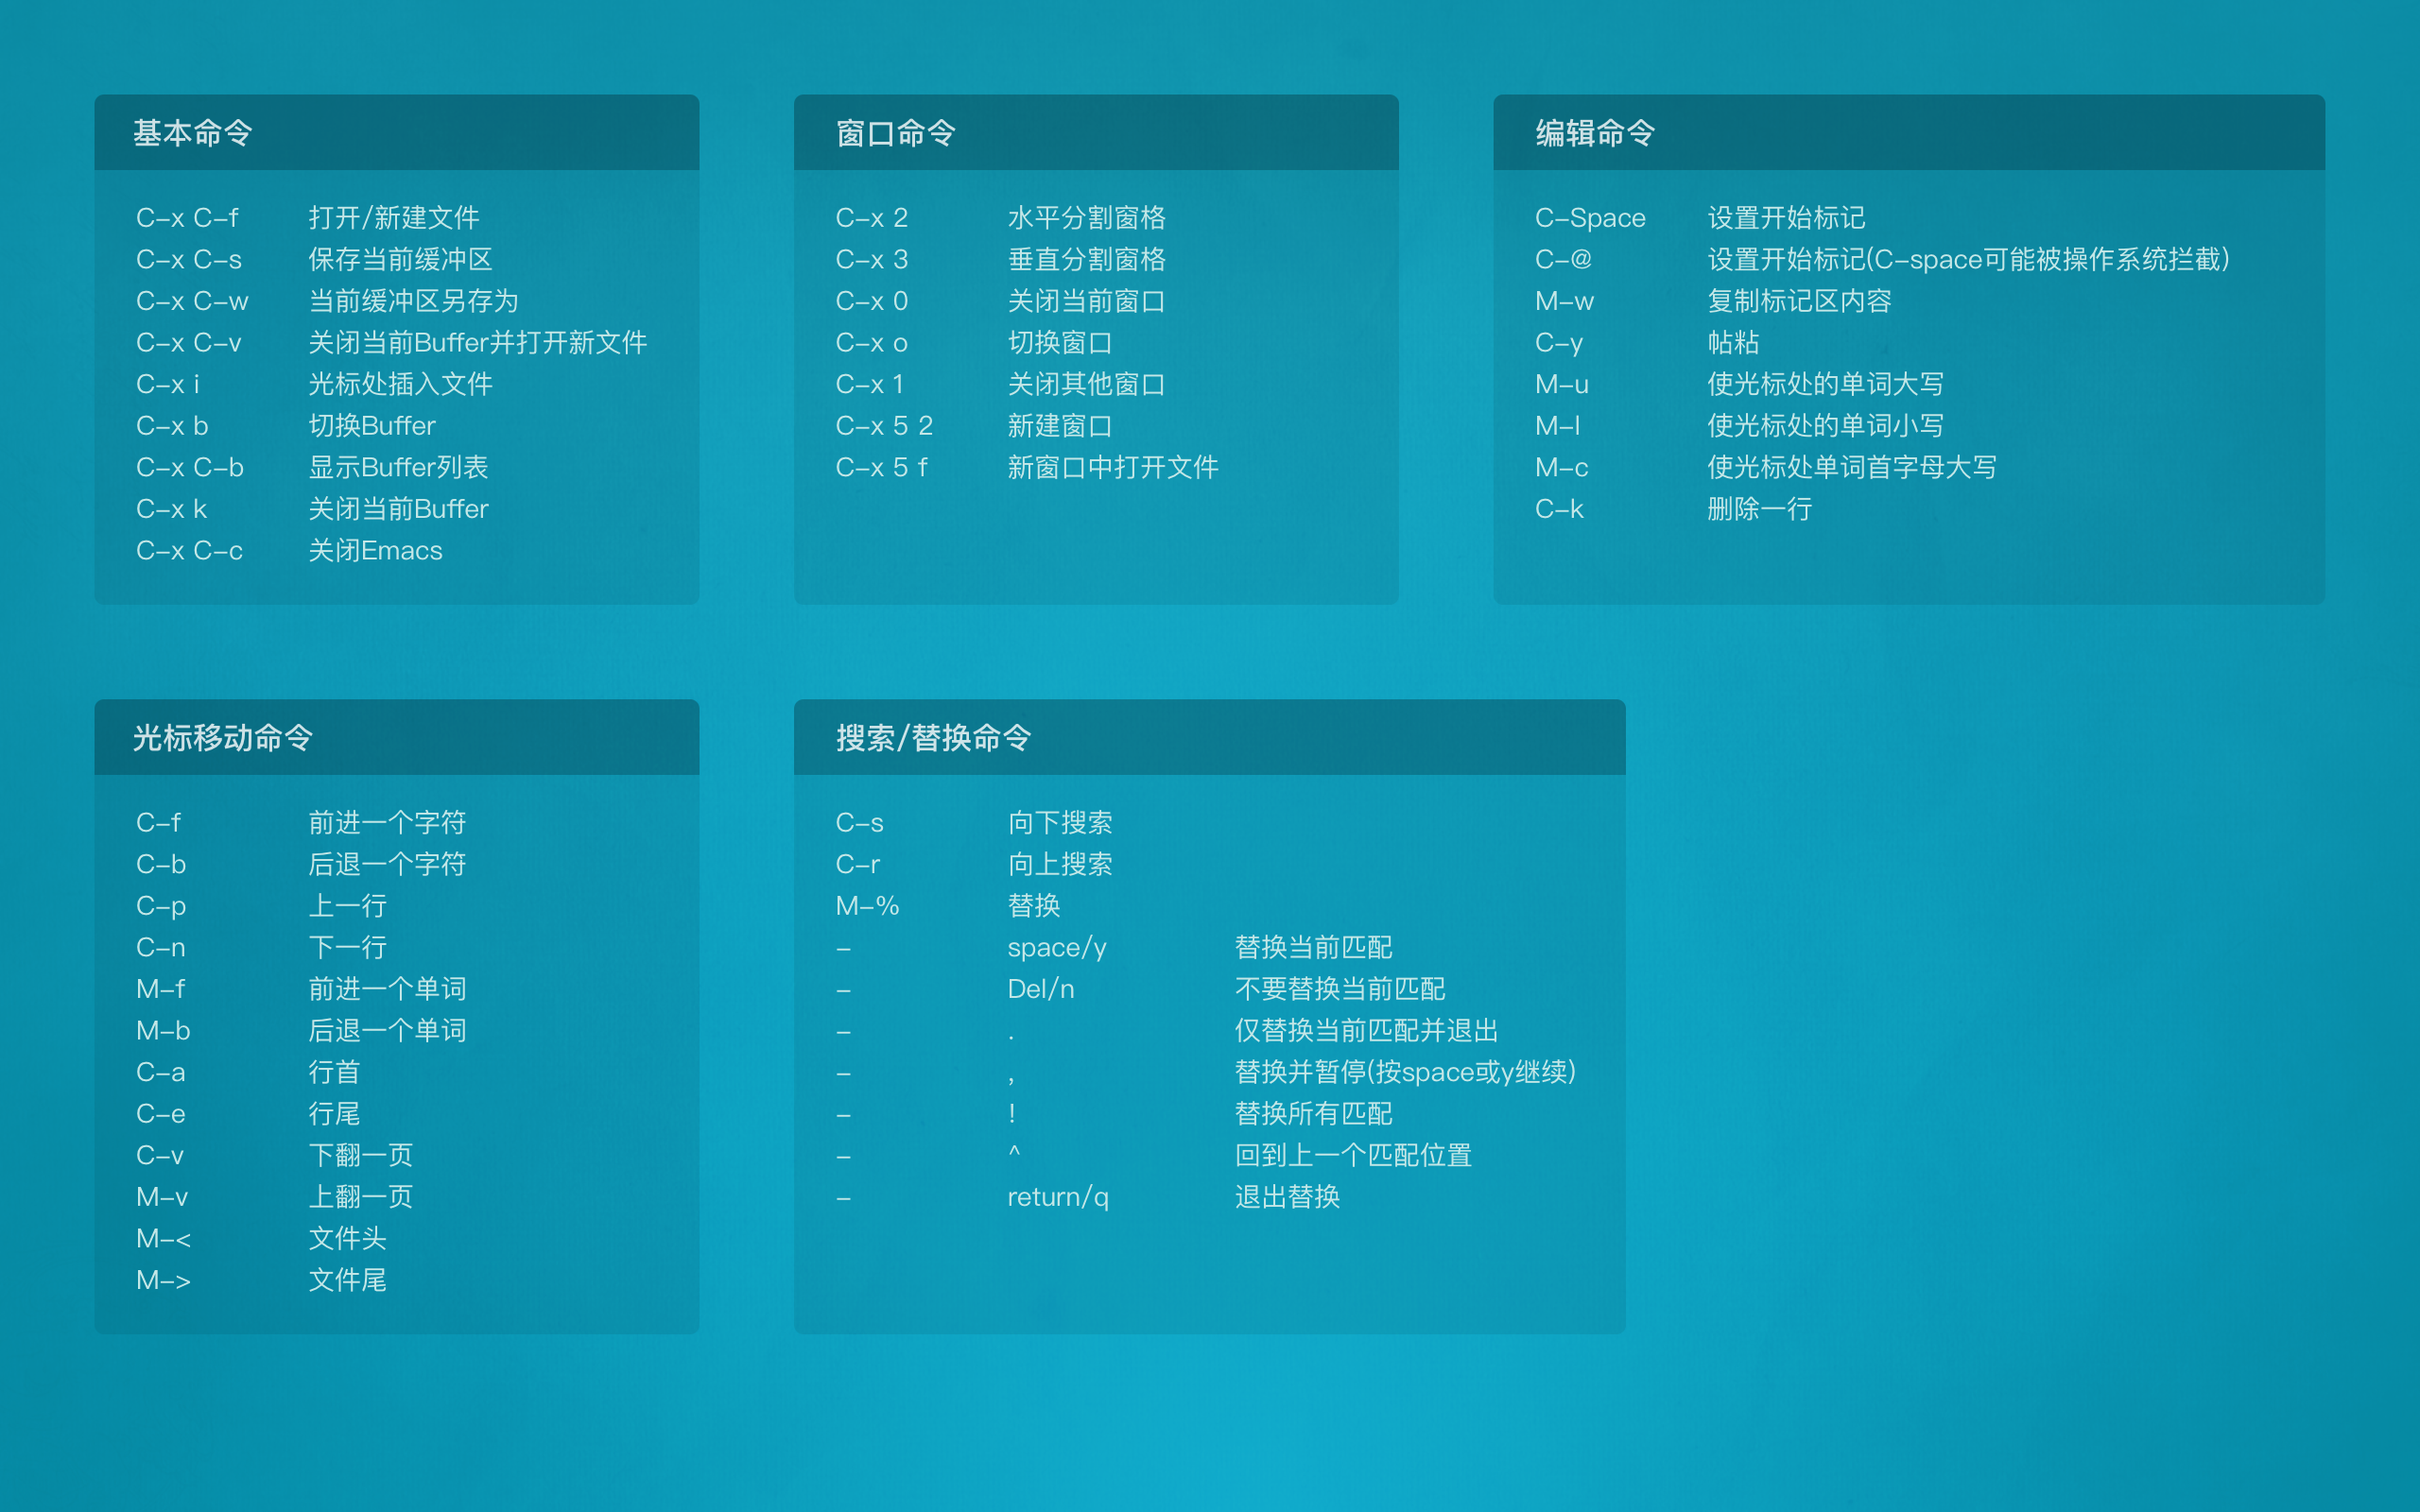 基本命令
C-x C-f 打开/新建文件
C-x C-s 保存当前缓冲区
C-x C-w 当前缓冲区另存为
C-x C-v 关闭当前Buffer并打开新文件
C-x i 光标处插入文件
C-x b 切换Buffer
C-x C-b 显示Buffer列表
C-x k 关闭当前Buffer
C-x C-c 关闭Emacs
窗口命令
C-x 2 水平分割窗格
C-x 3 垂直分割窗格
C-x 0 关闭当前窗口
C-x o 切换窗口
C-x 1 关闭其他窗口
C-x 5 2 新建窗口
C-x 5 f 新窗口中打开文件
编辑命令
C-Space 设置开始标记
C-@ 设置开始标记(C-space可能被操作系统拦截)
M-w 复制标记区内容
C-y 帖粘
M-u 使光标处的单词大写
M-l 使光标处的单词小写
M-c 使光标处单词首字母大写
C-k 删除一行
光标移动命令
C-f 前进一个字符
C-b 后退一个字符
C-p 上一行
C-n 下一行
M-f 前进一个单词
M-b 后退一个单词
C-a 行首
C-e 行尾
C-v 下翻一页
M-v 上翻一页
M-< 文件头
M-> 文件尾
搜索/替换命令
C-s 向下搜索
C-r 向上搜索
M-% 替换
- space/y 替换当前匹配
- Del/n 不要替换当前匹配
- . 仅替换当前匹配并退出
- , 替换并暂停(按space或y继续)
- ! 替换所有匹配
- ^ 回到上一个匹配位置
- return/q 退出替换